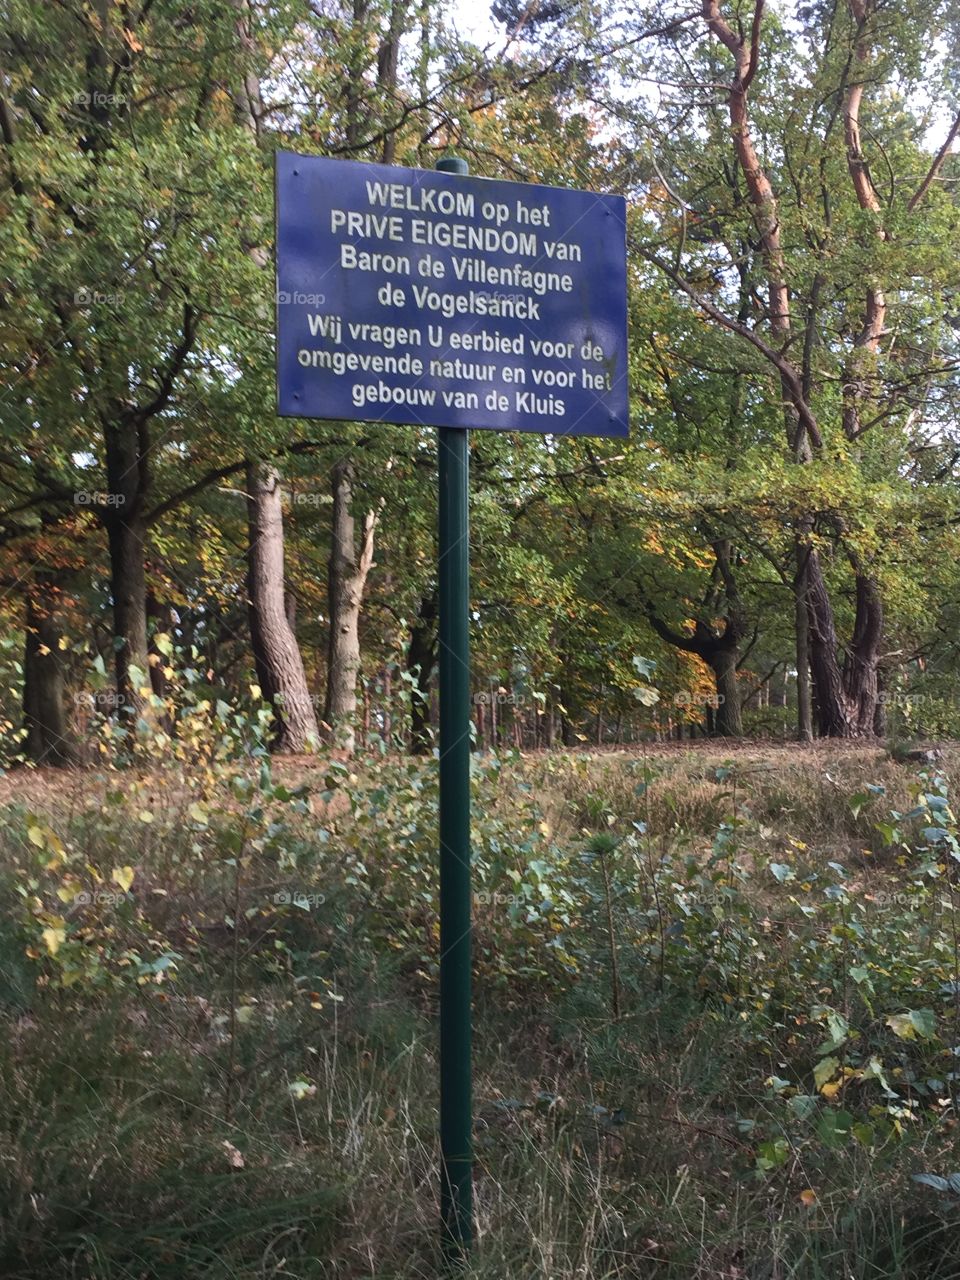 WELKOM op het
PRIVE EIGENDOM van
Baron de Villenfagne
de Vogelsanck
Wij vragen U eerbied voor de
omgevende natuur en voor het
gebouw van de Kluis